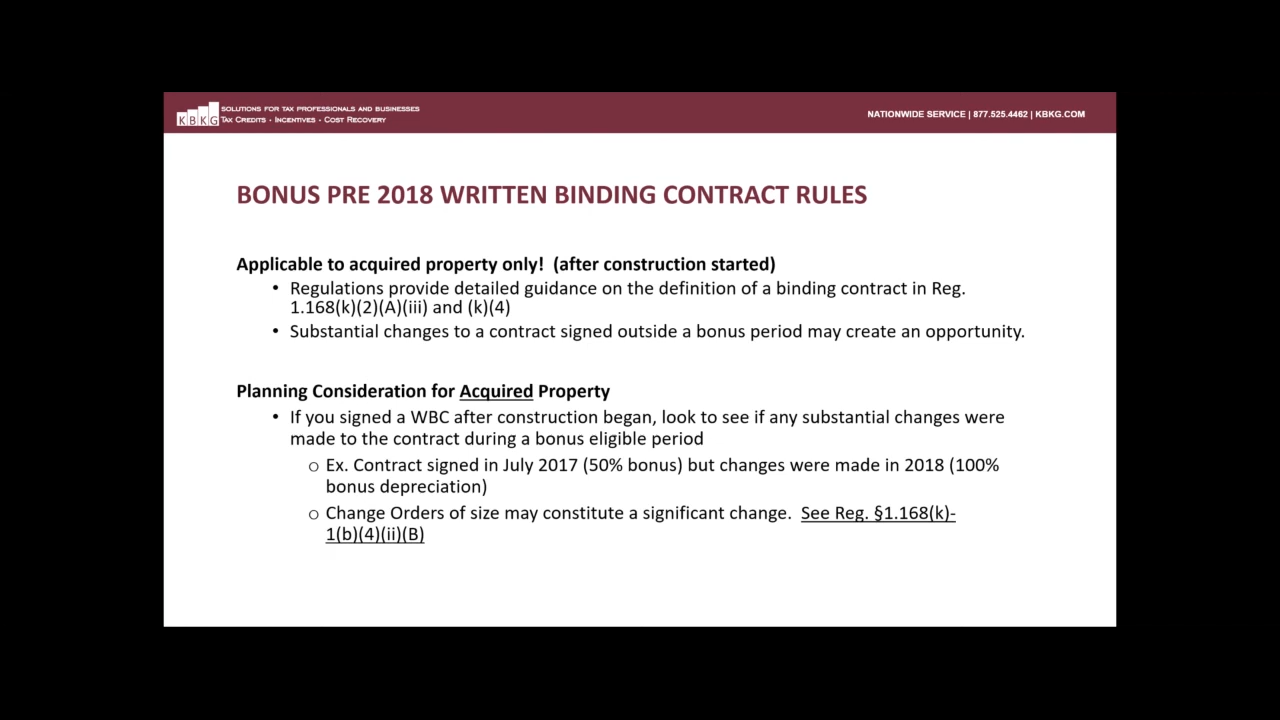 KBKG
SOLUTIONS FOR TAX PROFESSIONALS AND BUSINESSES
TAX CREDITS · INCENTIVES · COST RECOVERY
NATIONWIDE SERVICE | 877.525.4462 | KBKG.COM
BONUS PRE 2018 WRITTEN BINDING CONTRACT RULES
Applicable to acquired property only! (after construction started)
• Regulations provide detailed guidance on the definition of a binding contract in Reg.
1.168(k)(2)(A)(iii) and (k)(4)
• Substantial changes to a contract signed outside a bonus period may create an opportunity.
Planning Consideration for Acquired Property
• If you signed a WBC after construction began, look to see if any substantial changes were
made to the contract during a bonus eligible period
o Ex. Contract signed in July 2017 (50% bonus) but changes were made in 2018 (100%
bonus depreciation)
o Change Orders of size may constitute a significant change. See Reg. §1.168(k)-
1(b)(4)(ii)(B)